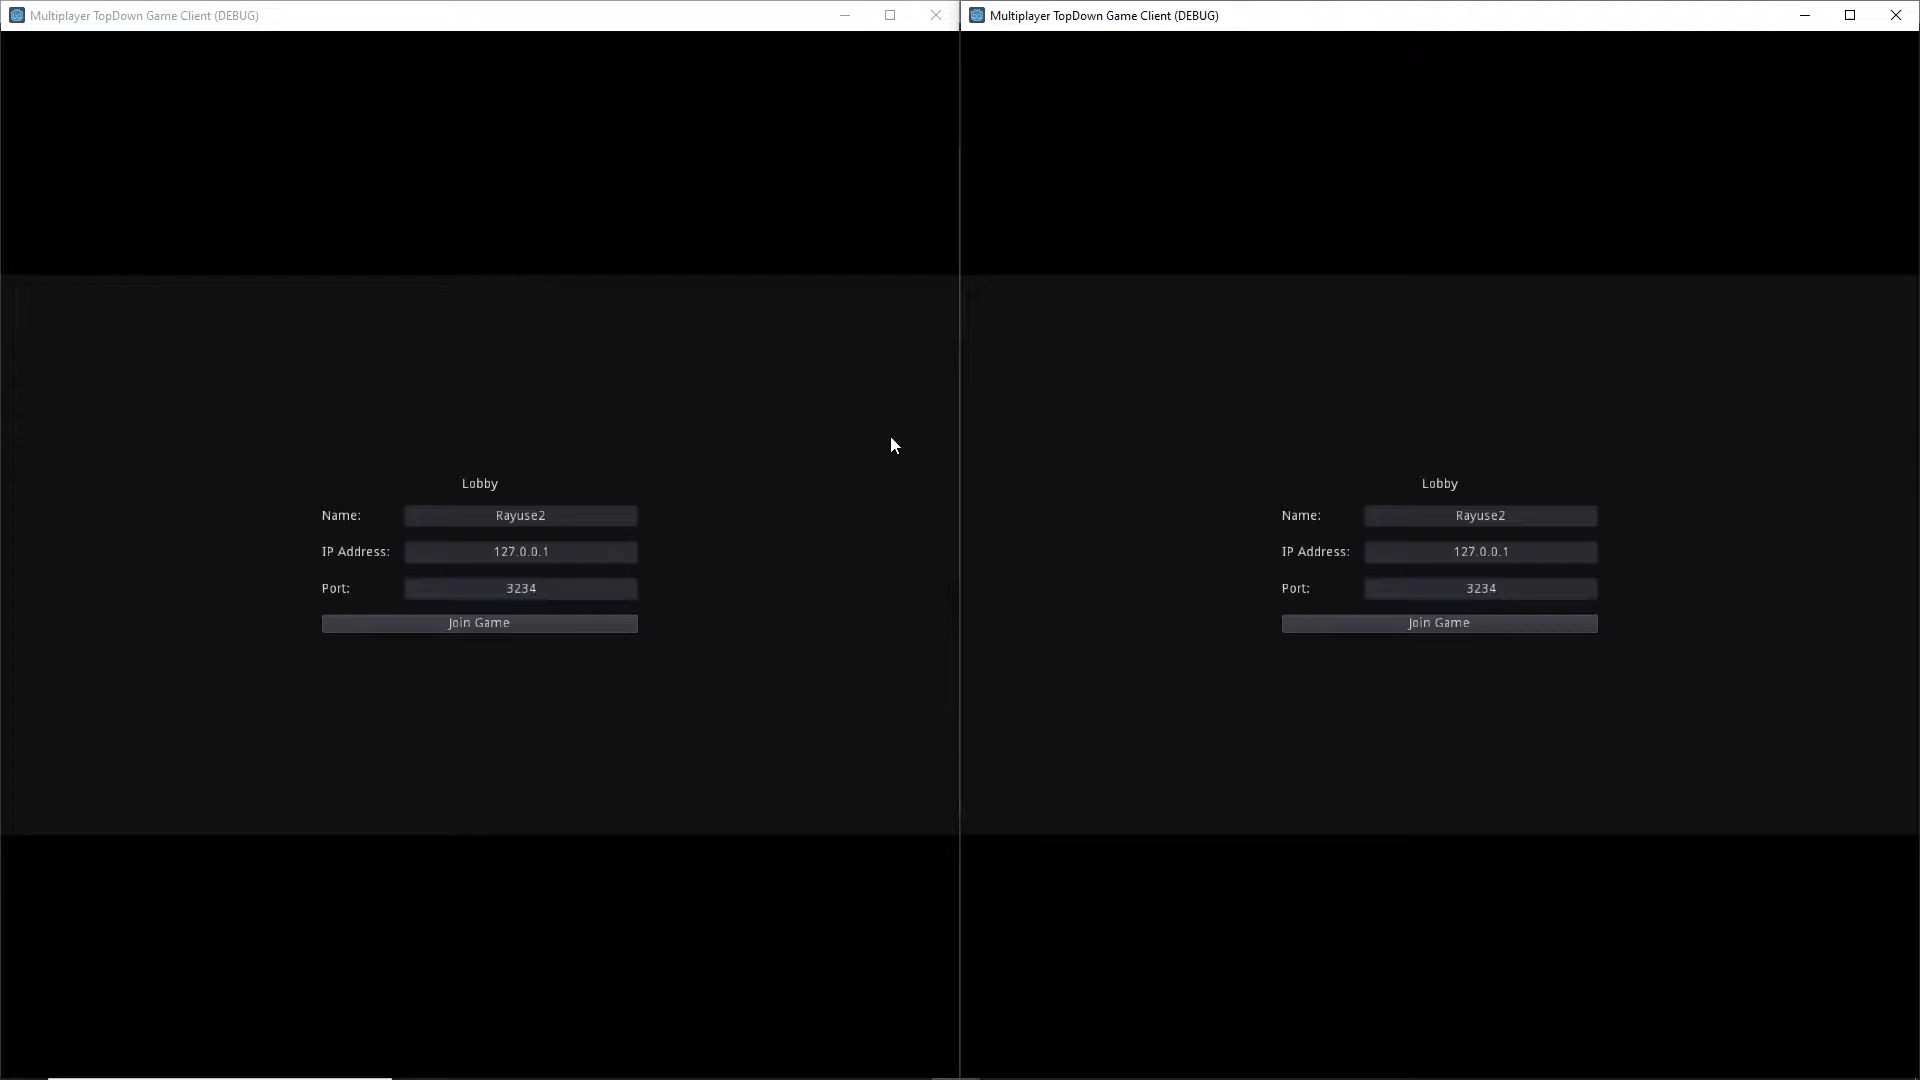 Multiplayer TopDown Game Client (DEBUG)
Lobby
Name: Rayuse2
IP Address: 127.0.0.1
Port: 3234
Join Game
Multiplayer TopDown Game Client (DEBUG)
Lobby
Name: Rayuse2
IP Address: 127.0.0.1
Port: 3234
Join Game